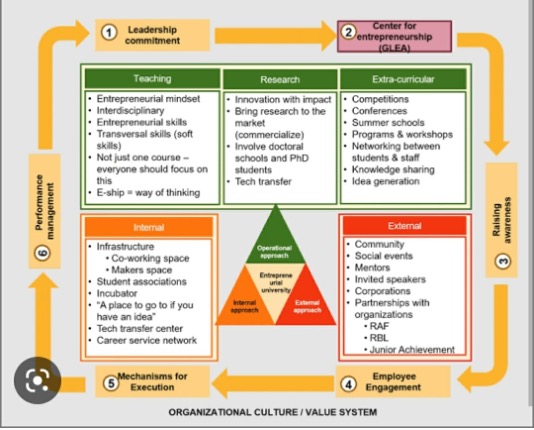 ① Leadership
commitment
② Center for
entrepreneurship
(GLEA)
Teaching
• Entrepreneurial mindset
• Interdisciplinary
• Entrepreneurial skills
• Transversal skills (soft
skills)
• Not just one course –
everyone should focus on
this
• E-ship = way of thinking
Research
• Innovation with impact
• Bring research to the
market
(commercialize)
• Involve doctoral
schools and PhD
students
• Tech transfer
Extra-curricular
• Competitions
• Conferences
• Summer schools
• Programs & workshops
• Networking between
students & staff
• Knowledge sharing
• Idea generation
Raising
awareness
③
Performance
management
⑥
Internal
• Infrastructure
• Co-working space
• Makers space
• Student associations
• Incubator
• “A place to go to if you
have an idea”
• Tech transfer center
• Career service network
Operational
approach
Entreprene
urial
university
Internal
approach
External
approach
External
• Community
• Social events
• Mentors
• Invited speakers
• Corporations
• Partnerships with
organizations
• RAF
• RBL
• Junior Achievement
⑤ Mechanisms for
Execution
④ Employee
Engagement
ORGANIZATIONAL CULTURE / VALUE SYSTEM